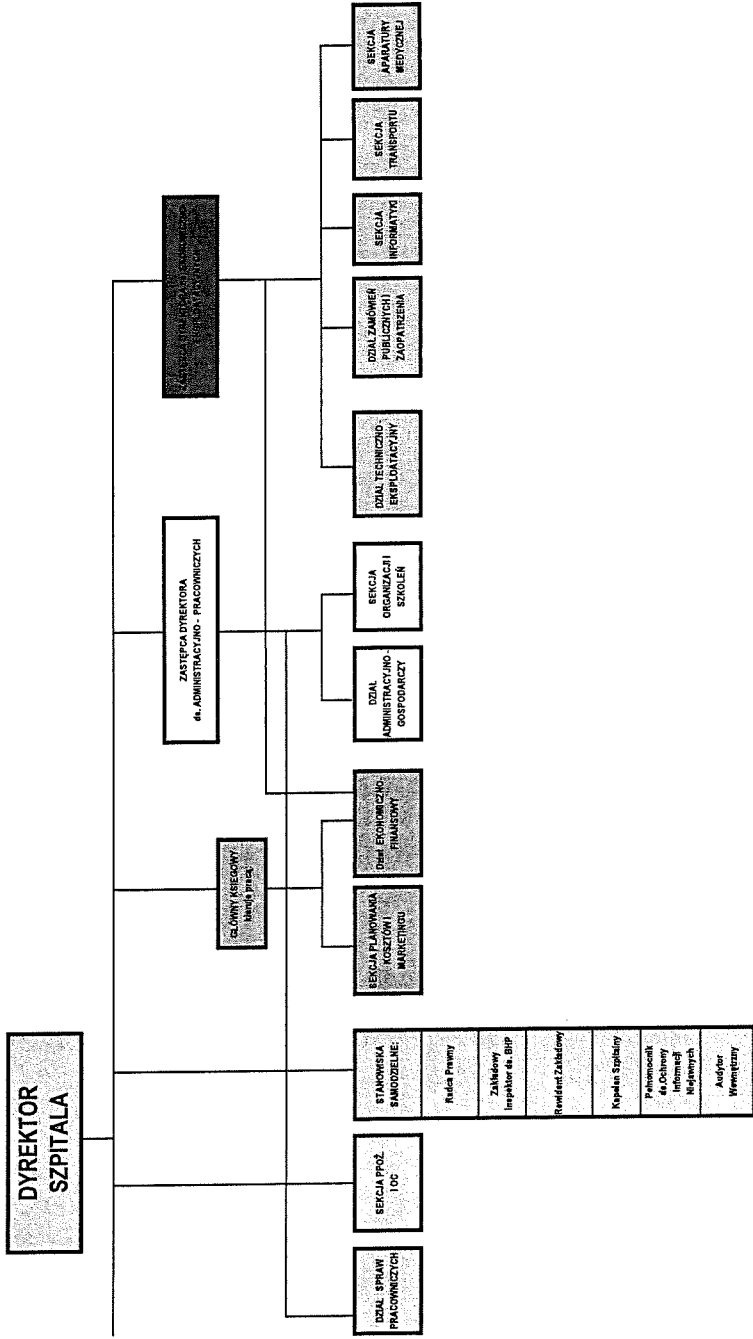 DYREKTOR
SZPITALA
ZASTĘPCA DYREKTORA
ds. ADMINISTRACYJNO - PRACOWNICZYCH
GŁÓWNY KSIĘGOWY
kieruje pracą:
DZIAŁ SPRAW
PRACOWNICZYCH
SEKCJA PPOŻ.
I OC
STANOWISKA
SAMODZIELNE:
Radca Prawny
Zakładowy
Inspektor ds. BHP
Rewident Zakładowy
Kapelan Szpitalny
Pełnomocnik
ds.Ochrony
Informacji
Niejawnych
Audytor
Wewnętrzny
SEKCJA PLANOWANIA
KOSZTÓW I
MARKETINGU
Dział EKONOMICZNO-
FINANSOWY
DZIAŁ
ADMINISTRACYJNO -
GOSPODARCZY
SEKCJA
ORGANIZACJI I
SZKOLEŃ
DZIAŁ TECHNICZNO -
EKSPLOATACYJNY
DZIAŁ ZAMÓWIEŃ
PUBLICZNYCH I
ZAOPATRZENIA
SEKCJA
INFORMATYKI
SEKCJA
TRANSPORTU
SEKCJA
APARATURY
MEDYCZNEJ